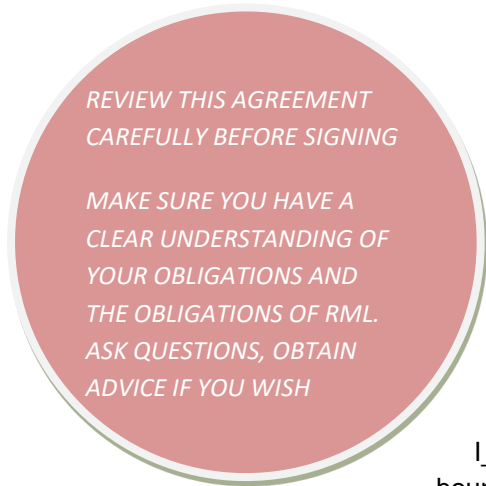 REVIEW THIS AGREEMENT
CAREFULLY BEFORE SIGNING
MAKE SURE YOU HAVE A
CLEAR UNDERSTANDING OF
YOUR OBLIGATIONS AND
THE OBLIGATIONS OF RML.
ASK QUESTIONS, OBTAIN
ADVICE IF YOU WISH
I_